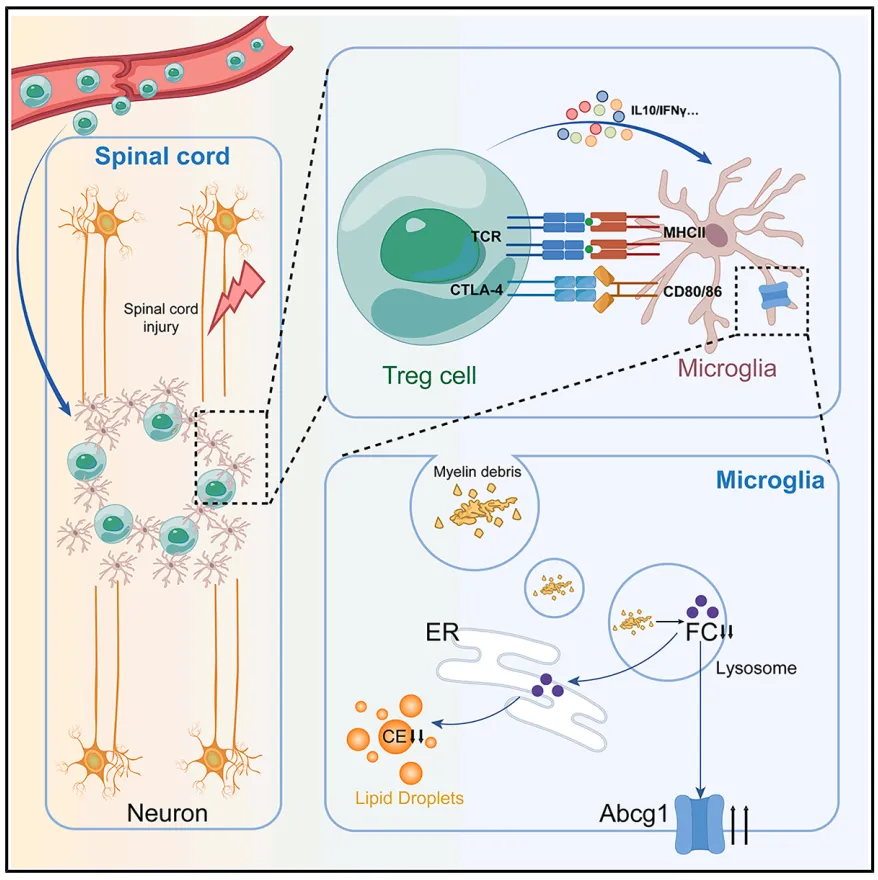 Spinal cord
Spinal cord
injury
Neuron
IL10/IFNγ...
TCR
MHCII
CTLA-4
CD80/86
Treg cell
Microglia
Microglia
Myelin debris
ER
FC
Lysosome
CE
Lipid Droplets
Abcg1